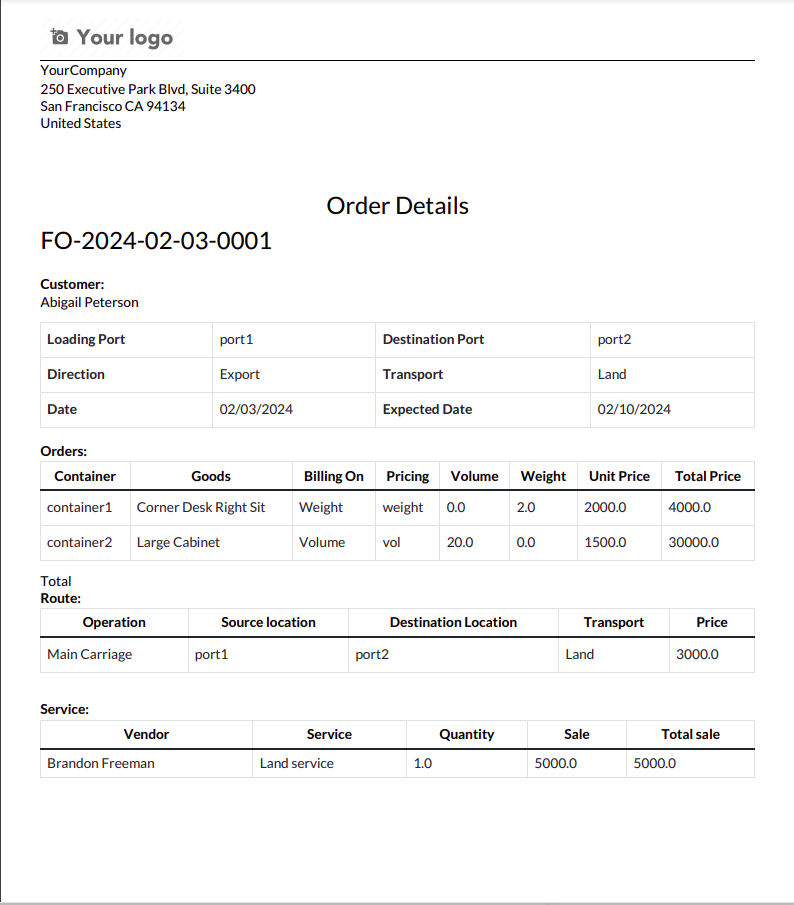 Your logo
YourCompany
250 Executive Park Blvd, Suite 3400
San Francisco CA 94134
United States
Order Details
FO-2024-02-03-0001
Customer:
Abigail Peterson
Loading Port port1 Destination Port port2
Direction Export Transport Land
Date 02/03/2024 Expected Date 02/10/2024
Orders:
Container Goods Billing On Pricing Volume Weight Unit Price Total Price
container1 Corner Desk Right Sit Weight weight 0.0 2.0 2000.0 4000.0
container2 Large Cabinet Volume vol 20.0 0.0 1500.0 30000.0
Total
Route:
Operation Source location Destination Location Transport Price
Main Carriage port1 port2 Land 3000.0
Service:
Vendor Service Quantity Sale Total sale
Brandon Freeman Land service 1.0 5000.0 5000.0